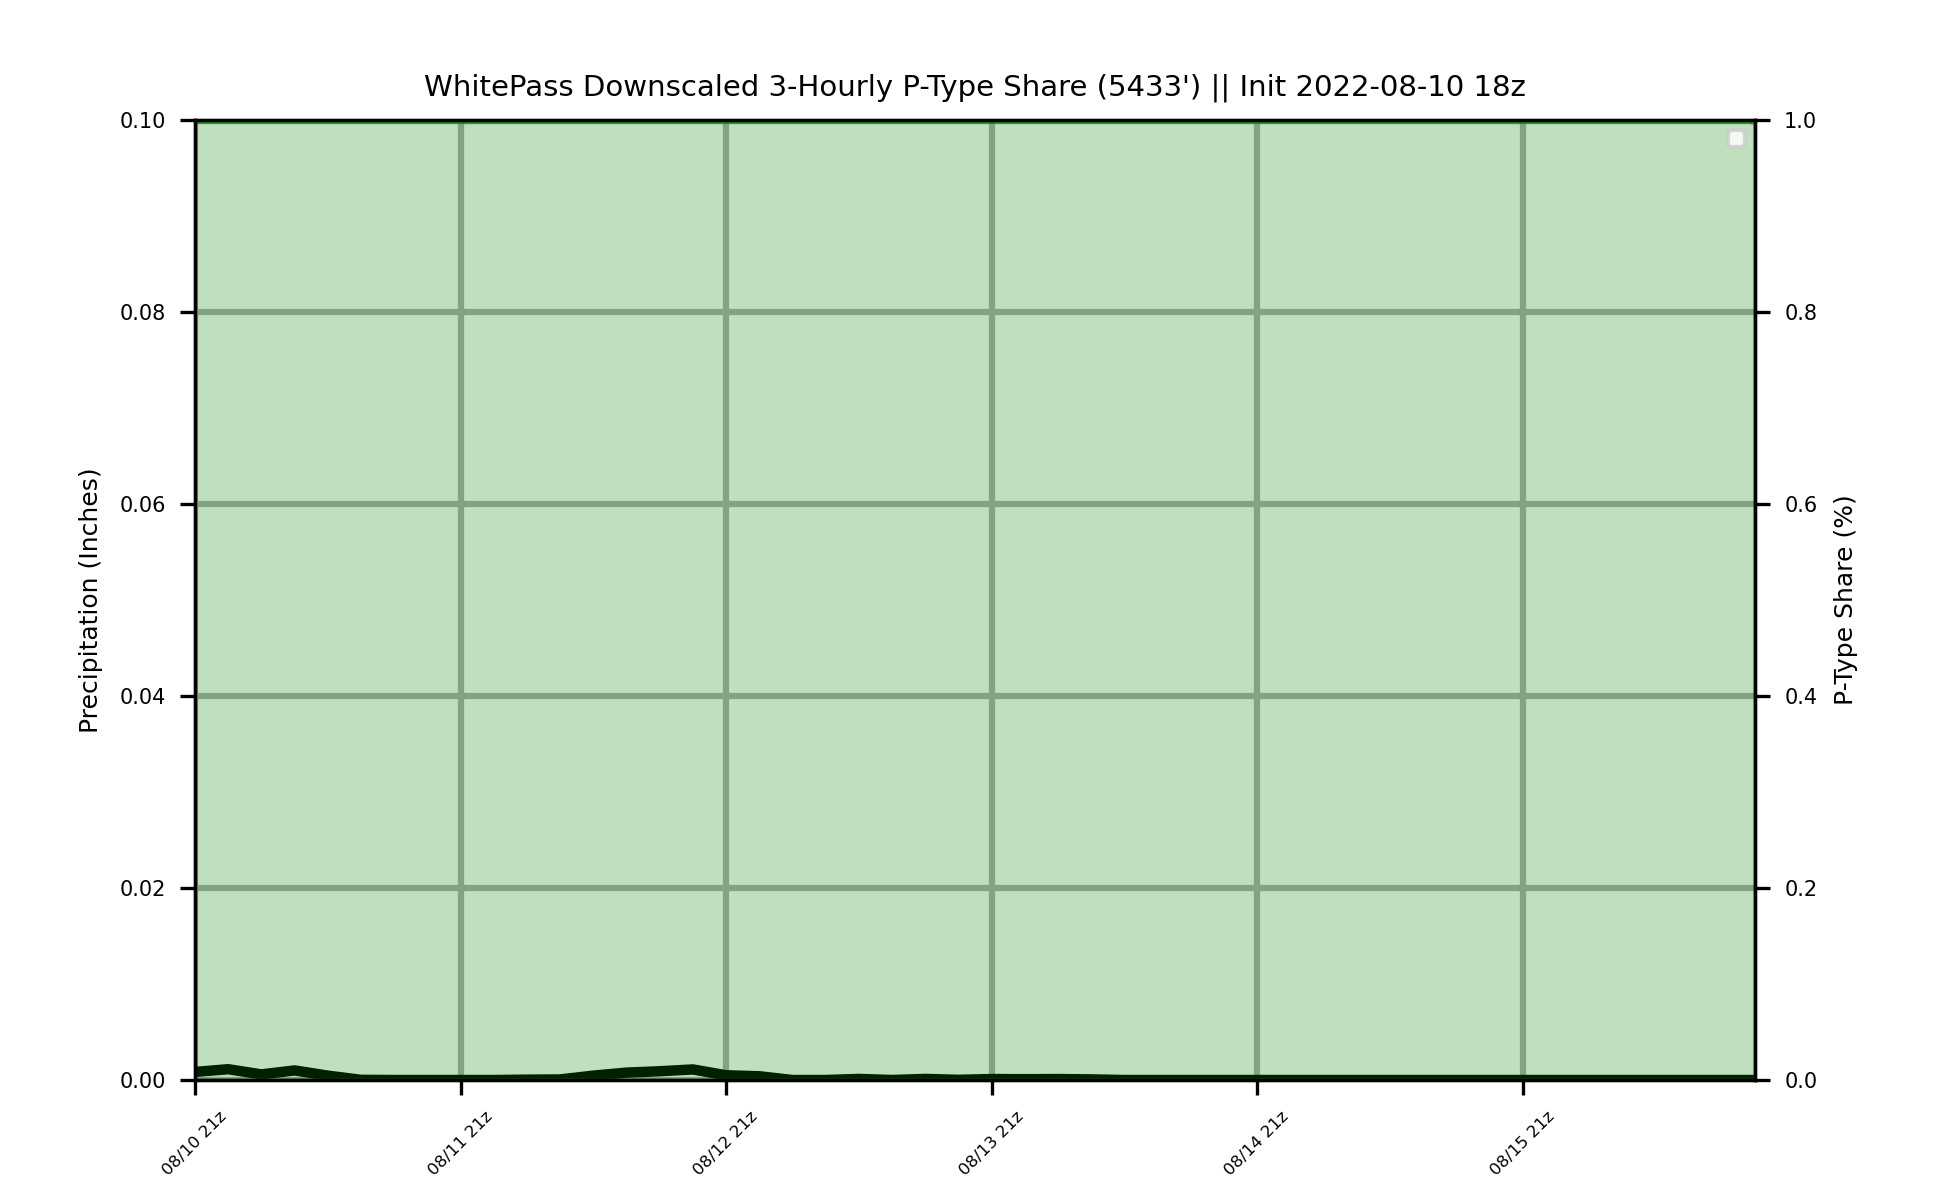 WhitePass Downscaled 3-Hourly P-Type Share (5433') || Init 2022-08-10 18z
Precipitation (Inches)
0.10
0.08
0.06
0.04
0.02
0.00
1.0
0.8
0.6
0.4
0.2
0.0
P-Type Share (%)
08/10 21z
08/11 21z
08/12 21z
08/13 21z
08/14 21z
08/15 21z